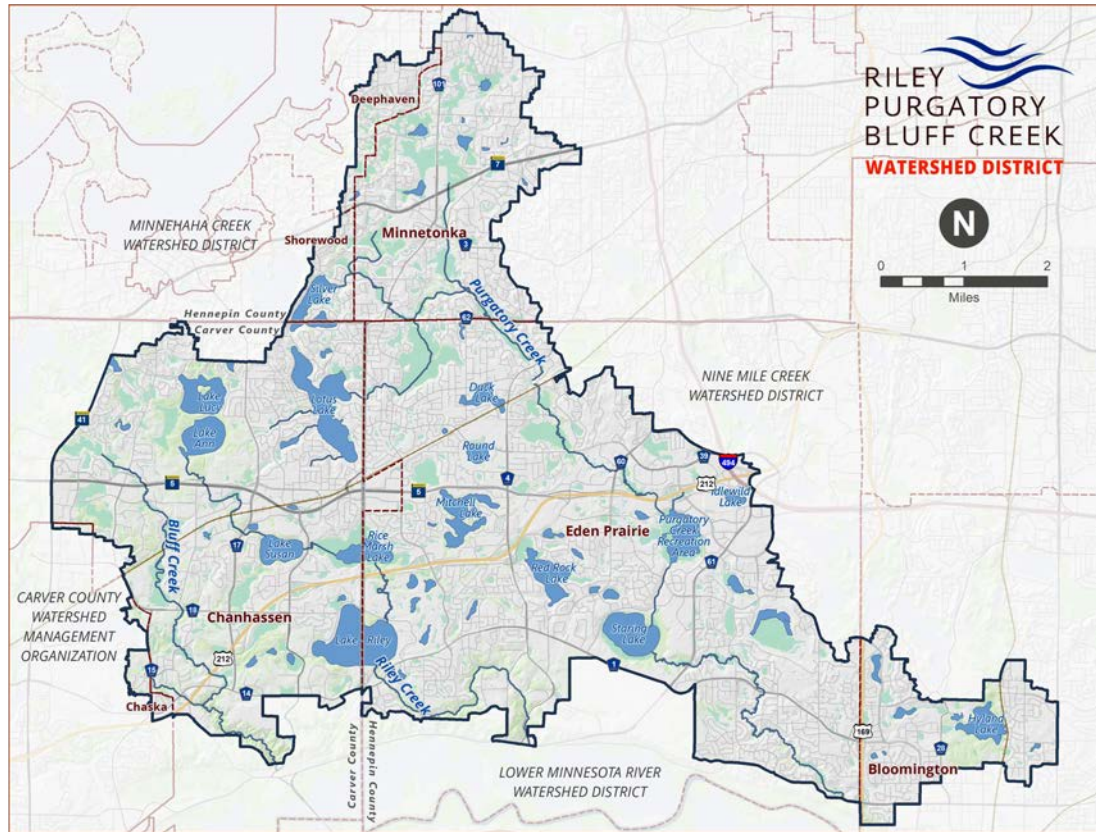 RILEY
PURGATORY
BLUFF CREEK
WATERSHED DISTRICT
N
0 1 2
Miles
101
Deephaven
7
MINNEHAHA CREEK
WATERSHED DISTRICT
Shorewood
Minnetonka
3
Silver
Lake
Purgatory Creek
Hennepin County
Carver County
62
NINE MILE CREEK
WATERSHED DISTRICT
Lake
Lucy
Lotus
Lake
Duck
Lake
41
Lake
Ann
Round
Lake
60
39
494
212
5
5
4
Idlewild
Lake
Mitchell
Lake
Bluff Creek
Eden Prairie
Purgatory
Creek
Recreation
Area
17
Lake
Susan
Rice
Marsh
Lake
Red Rock
Lake
61
CARVER COUNTY
WATERSHED
MANAGEMENT
ORGANIZATION
18
Chanhassen
Lake Riley
Staring
Lake
212
1
15
14
Riley Creek
Chaska
Carver County
Hennepin County
169
Hyland
Lake
28
Bloomington
LOWER MINNESOTA RIVER
WATERSHED DISTRICT